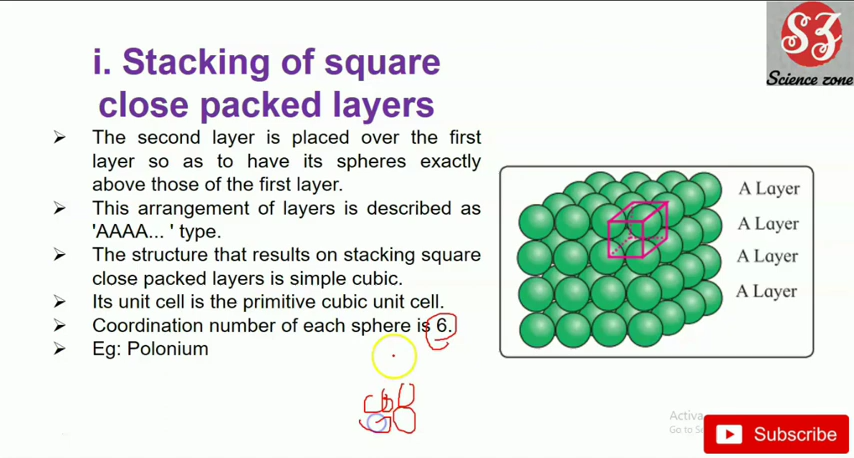 SZ
Science zone
i. Stacking of square
close packed layers
➢ The second layer is placed over the first
layer so as to have its spheres exactly
above those of the first layer.
➢ This arrangement of layers is described as
'AAAA... ' type.
➢ The structure that results on stacking square
close packed layers is simple cubic.
➢ Its unit cell is the primitive cubic unit cell.
➢ Coordination number of each sphere is 6.
➢ Eg: Polonium
A Layer
A Layer
A Layer
A Layer
Activa
Go to Se
Subscribe